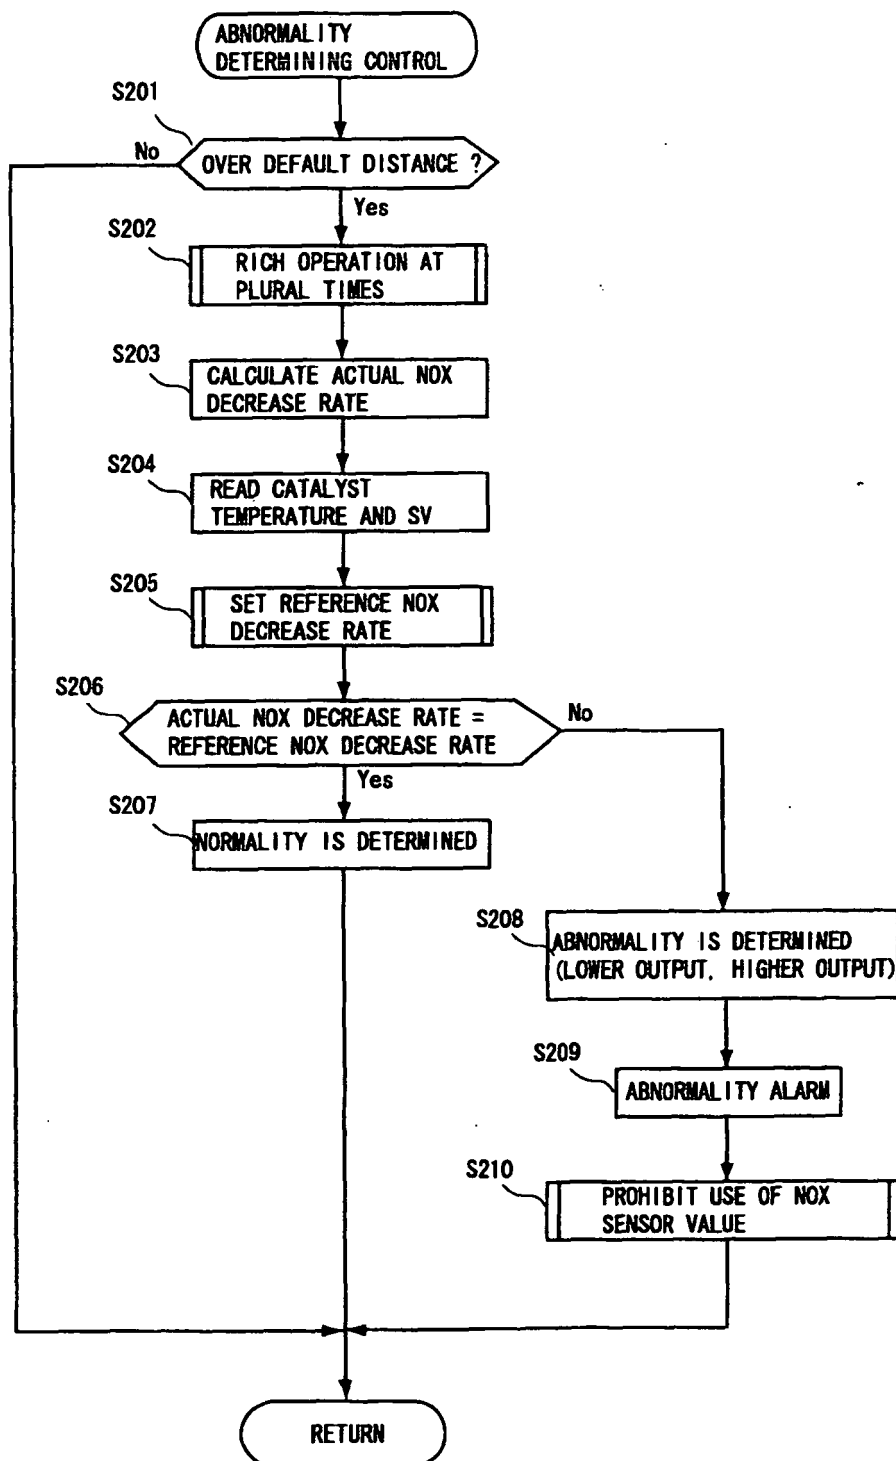 ABNORMALITY
DETERMINING CONTROL
S201
No
OVER DEFAULT DISTANCE ?
Yes
S202
RICH OPERATION AT
PLURAL TIMES
S203
CALCULATE ACTUAL NOX
DECREASE RATE
S204
READ CATALYST
TEMPERATURE AND SV
S205
SET REFERENCE NOX
DECREASE RATE
S206
ACTUAL NOX DECREASE RATE =
REFERENCE NOX DECREASE RATE
No
Yes
S207
NORMALITY IS DETERMINED
S208
ABNORMALITY IS DETERMINED
(LOWER OUTPUT, HIGHER OUTPUT)
S209
ABNORMALITY ALARM
S210
PROHIBIT USE OF NOX
SENSOR VALUE
RETURN